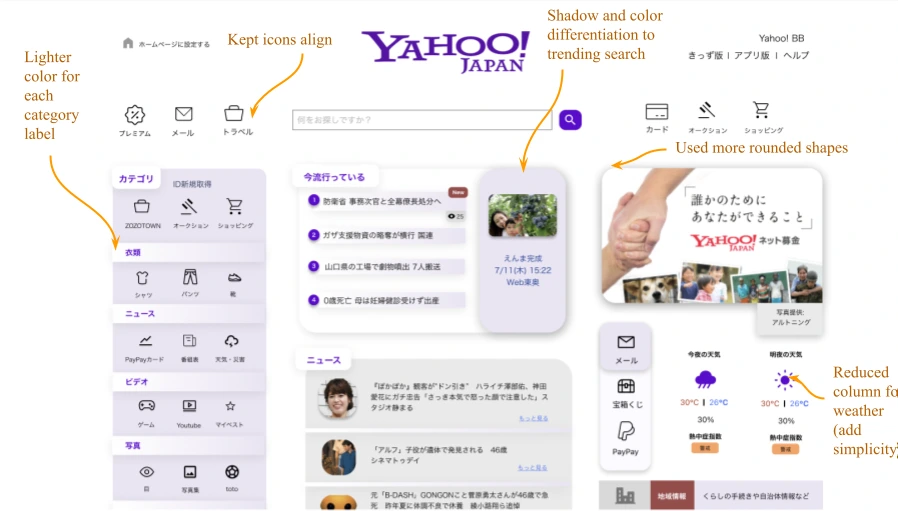 Shadow and color
differentiation to
trending search
Kept icons align
Lighter
color for
each
category
label
ホームページに設定する
YAHOO!
JAPAN
Yahoo! BB
きっず版 | アプリ版 | ヘルプ
プレミアム
メール
トラベル
何をお探しですか?
カード
オークション
ショッピング
Used more rounded shapes
カテゴリ
ID新規取得
ZOZOTOWN
オークション
ショッピング
衣類
シャツ
パンツ
靴
ニュース
PayPayカード
番組表
天気・災害
ビデオ
ゲーム
Youtube
マイベスト
写真
目
写真集
toto
今流行っている
New
1 防衛省 事務次官と全幕僚長処分へ
25
2 ガザ支援物資の略奪が横行 国連
3 山口県の工場で劇物噴出 7人搬送
4 0歳死亡 母は妊婦健診受けず出産
えんま完成
7/11(木) 15:22
Web東奥
誰かのために
あなたができること
YAHOO!
JAPAN
ネット募金
写真提供:
アルトニング
ニュース
『ぽかぽか』観客が"ドン引き" ハライチ澤部佑、神田
愛花にガチ忠告「さっき本気で怒った顔で注意した」ス
タジオ静まる
もっと見る
「アルフ」子役が遺体で発見される 46歳
シネマトゥデイ
もっと見る
元「B-DASH」GONGONこと菅原勇太さんが46歳で急
死 昨年夏に体調不良で休養
メール
宝箱くじ
PayPay
今夜の天気
30°C | 26°C
30%
熱中症指数
警戒
明夜の天気
30°C | 26°C
30%
熱中症指数
警戒
Reduced
column fo
weather
(add
simplicity)
地域情報
くらしの手続きや自治体情報など